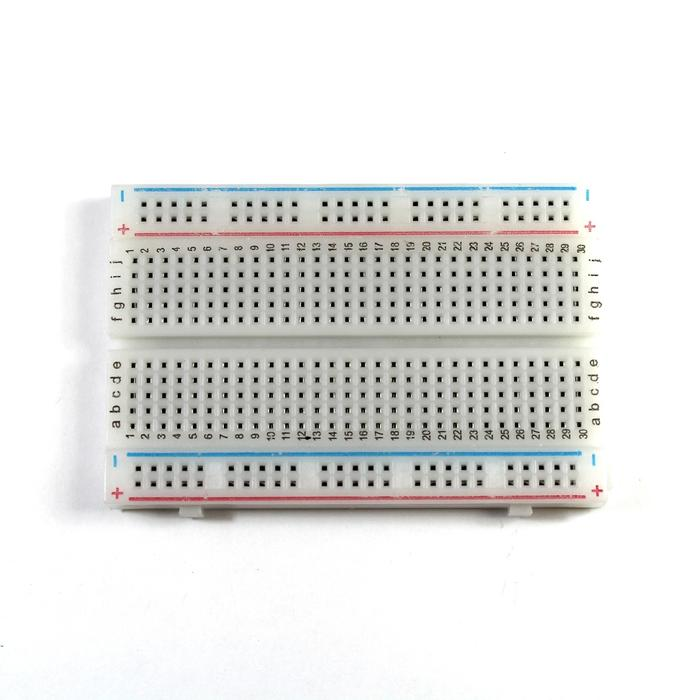 − −
+ +
1 2 3 4 5 6 7 8 9 10 11 12 13 14 15 16 17 18 19 20 21 22 23 24 25 26 27 28 29 30
j j
i i
h h
g g
f f
e e
d d
c c
b b
a a
1 2 3 4 5 6 7 8 9 10 11 12 13 14 15 16 17 18 19 20 21 22 23 24 25 26 27 28 29 30
− −
+ +